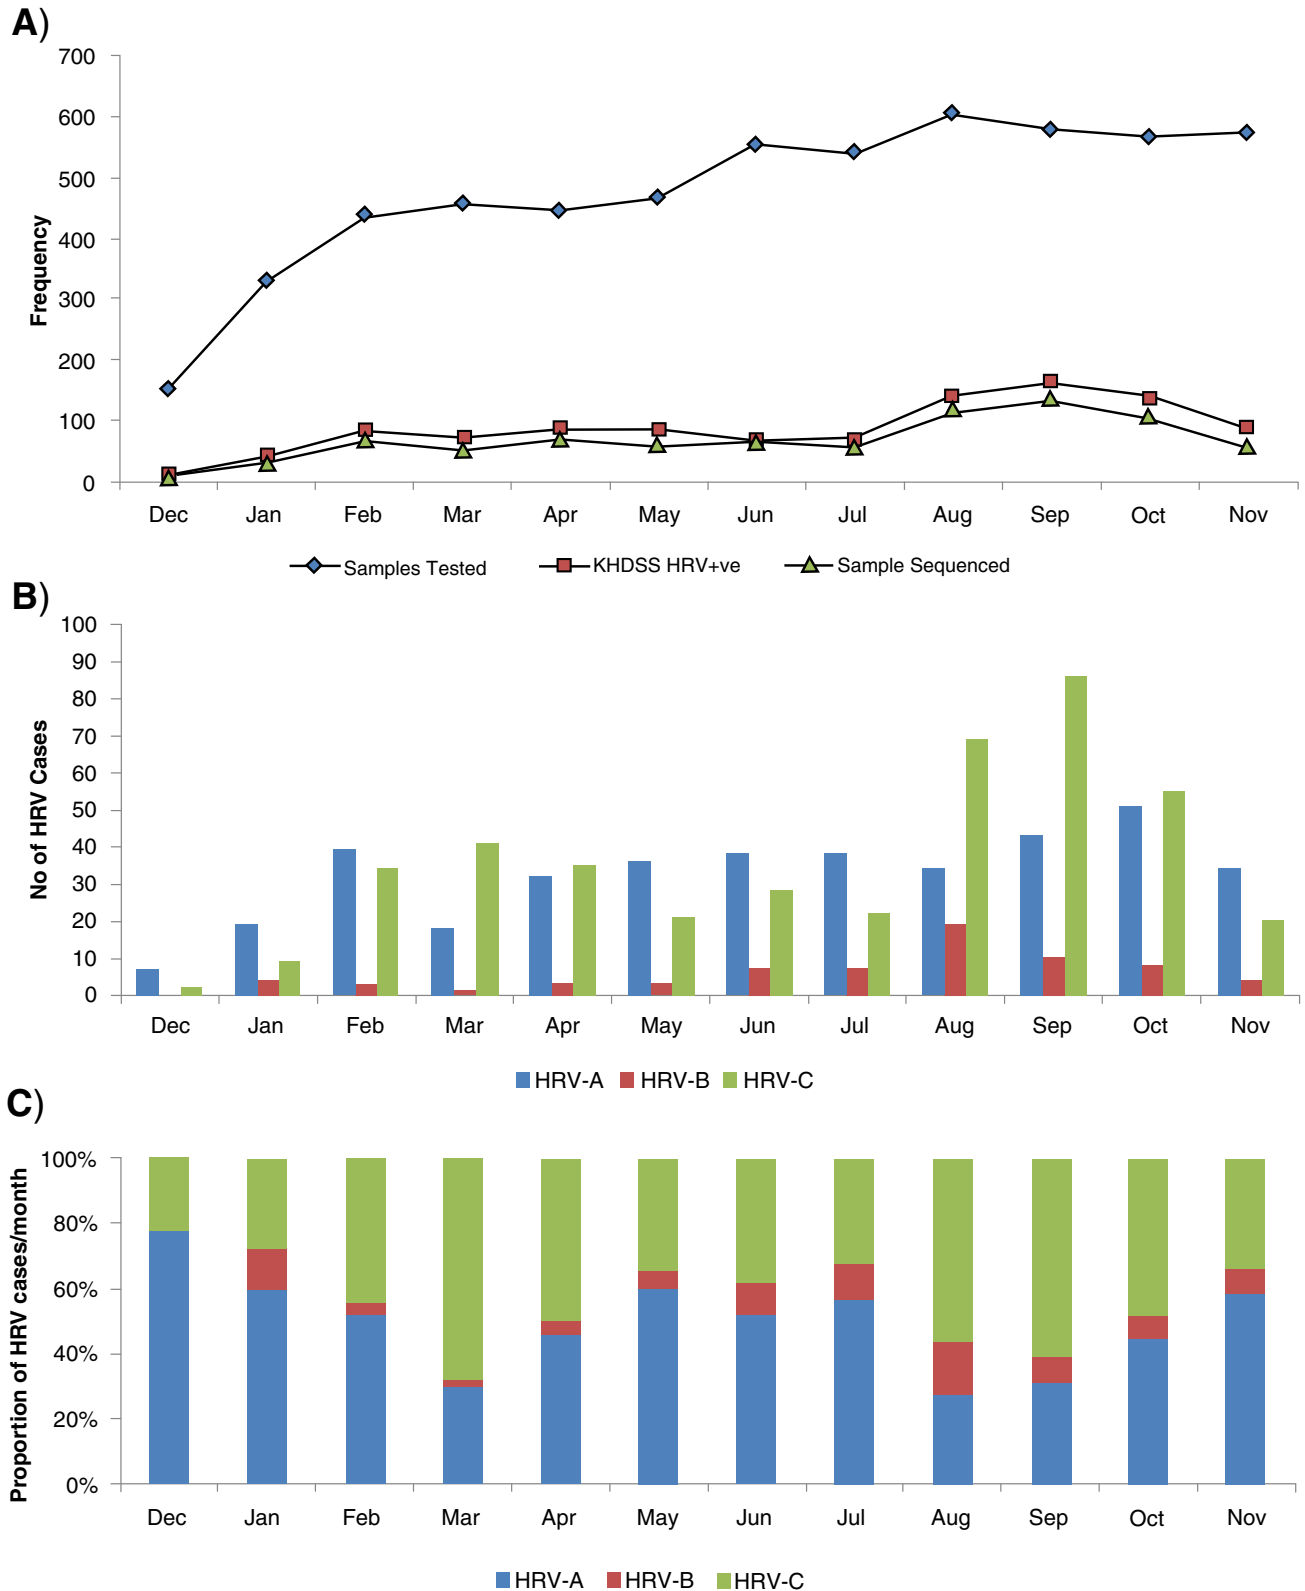 A)
700
600
500
400
300
200
100
0
Frequency
Dec Jan Feb Mar Apr May Jun Jul Aug Sep Oct Nov
Samples Tested KHDSS HRV+ve Sample Sequenced
B)
100
90
80
70
60
50
40
30
20
10
0
No of HRV Cases
Dec Jan Feb Mar Apr May Jun Jul Aug Sep Oct Nov
HRV-A HRV-B HRV-C
C)
100%
80%
60%
40%
20%
0%
Proportion of HRV cases/month
Dec Jan Feb Mar Apr May Jun Jul Aug Sep Oct Nov
HRV-A HRV-B HRV-C